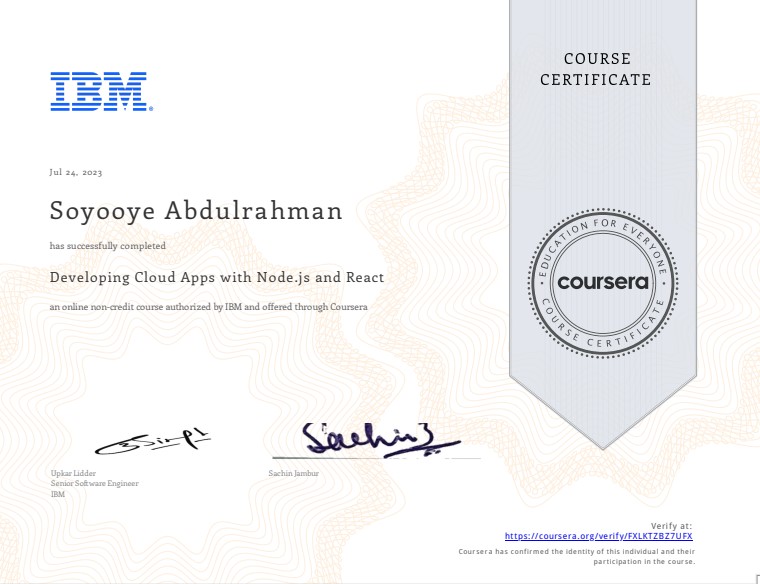 COURSE
CERTIFICATE
IBM®
Jul 24, 2023
Soyooye Abdulrahman
has successfully completed
Developing Cloud Apps with Node.js and React
an online non-credit course authorized by IBM and offered through Coursera
EDUCATION FOR EVERYONE
coursera
COURSE CERTIFICATE
Upkar Lidder
Senior Software Engineer
IBM
Sachin Jambur
Verify at:
https://coursera.org/verify/FXLKTZBZ7UFX
Coursera has confirmed the identity of this individual and their
participation in the course.